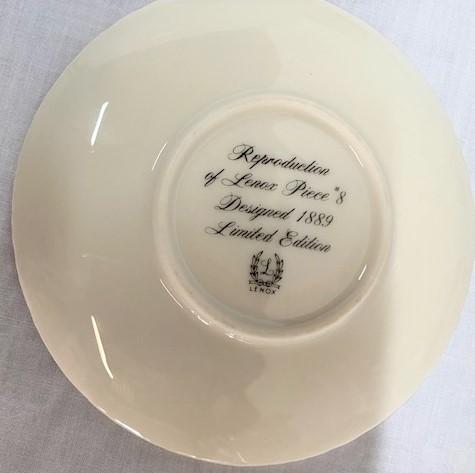 Reproduction
of Lenox Piece #8
Designed 1889
Limited Edition
L
LENOX